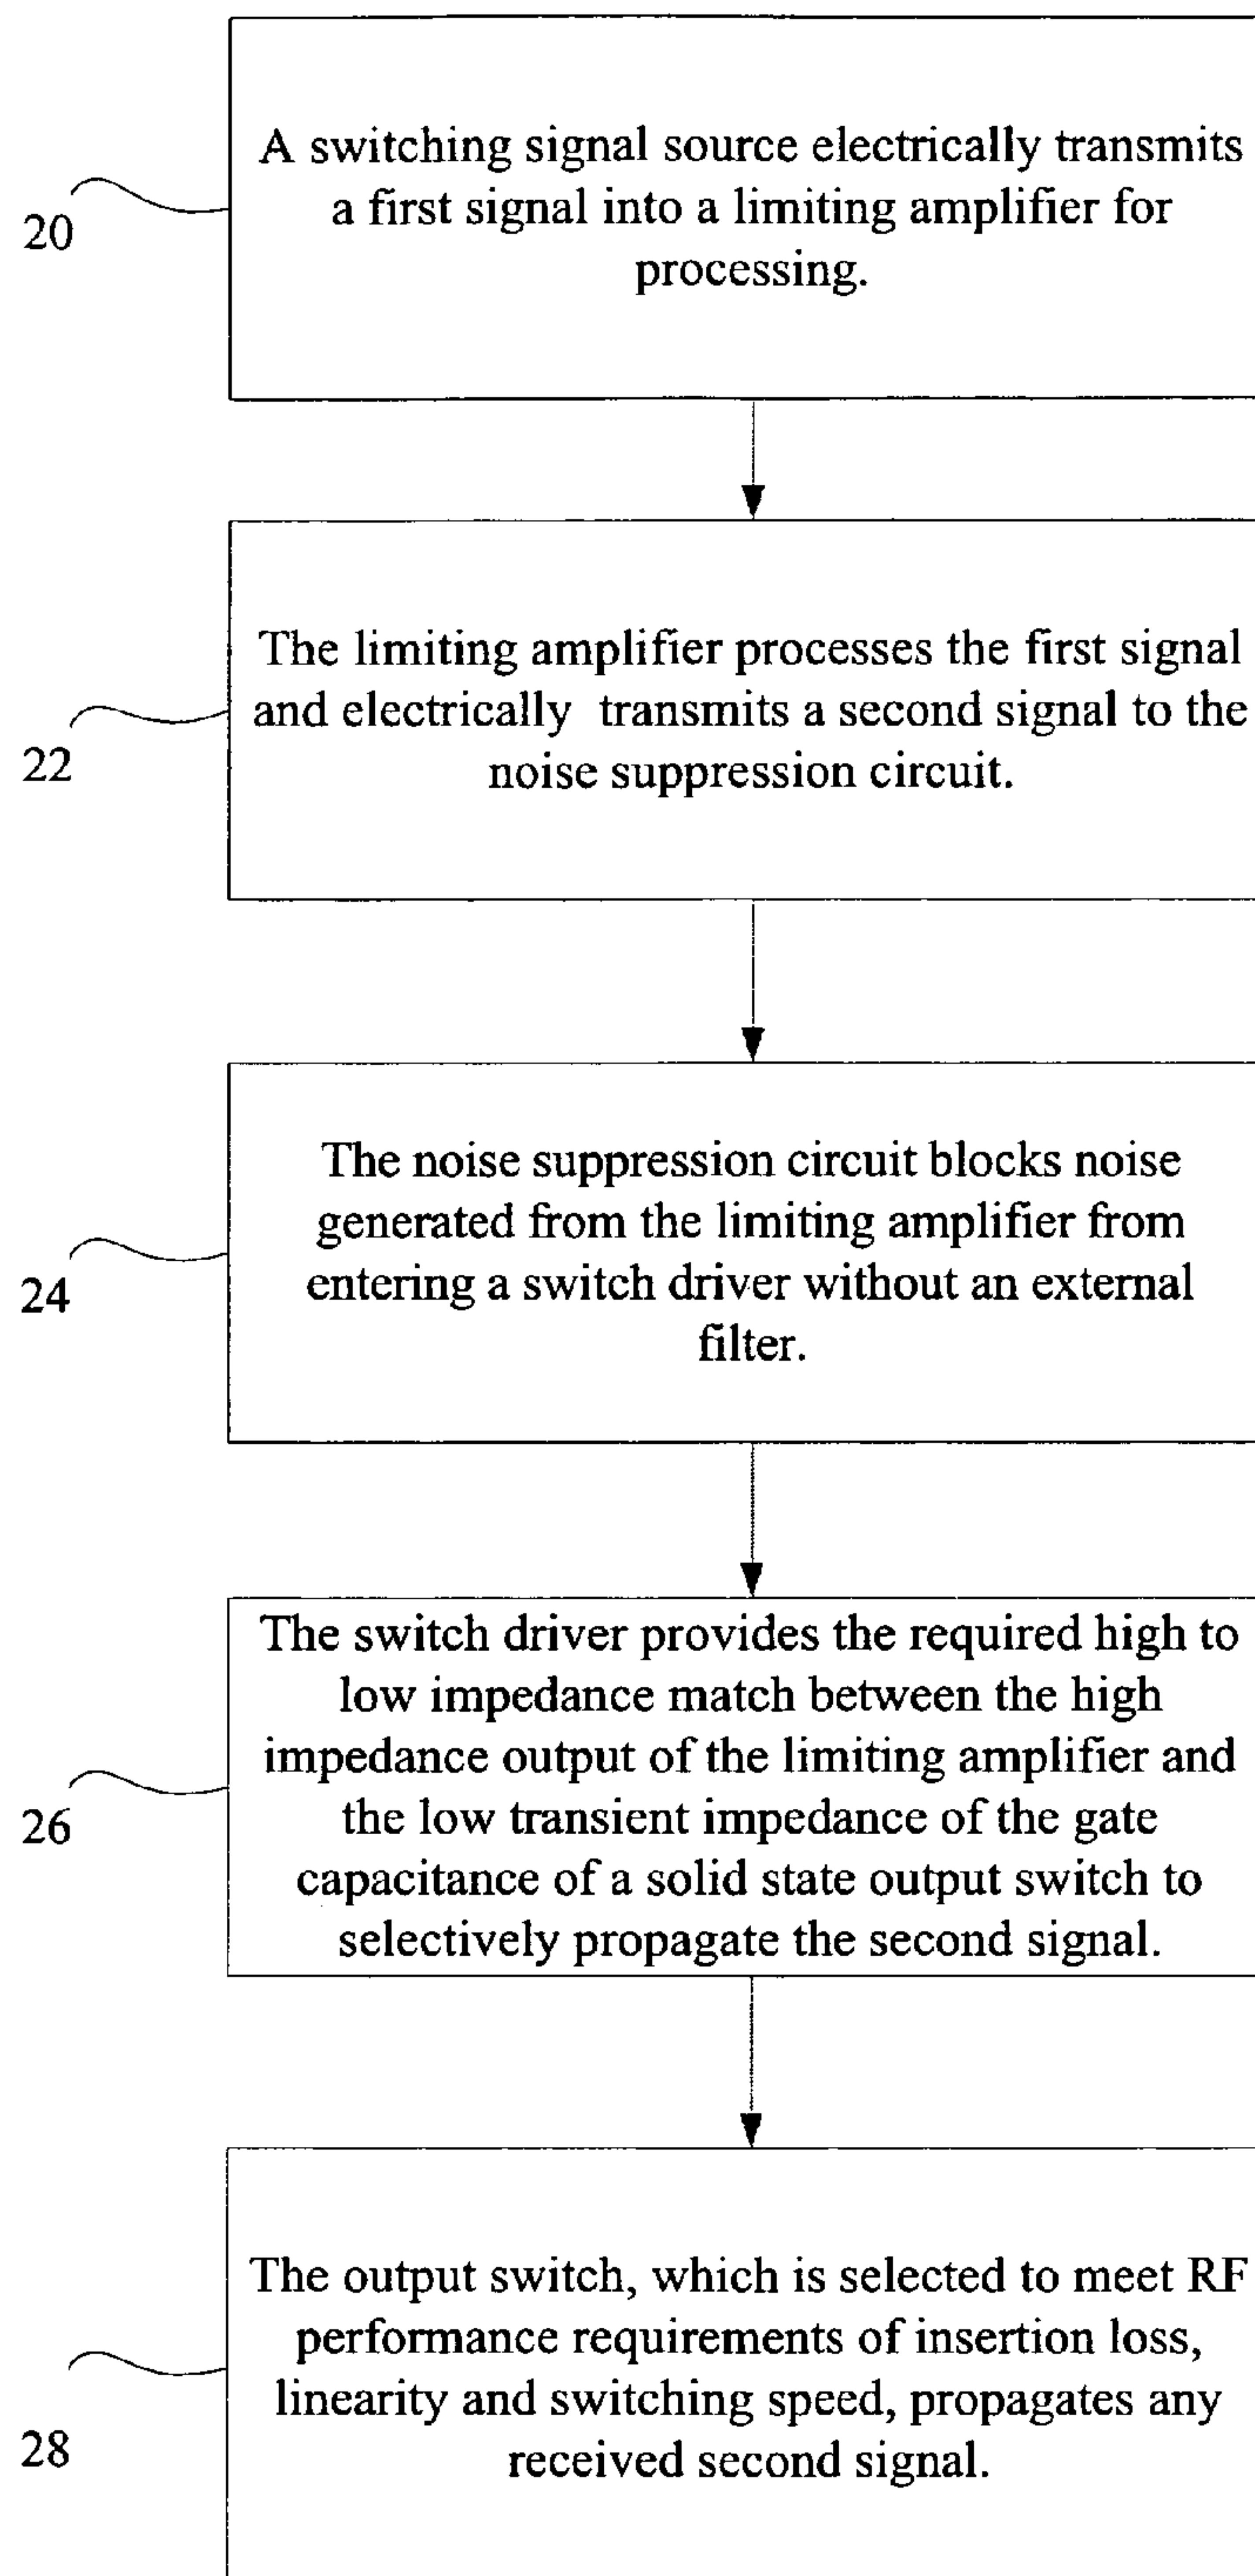 A switching signal source electrically transmits
a first signal into a limiting amplifier for
processing.
20
The limiting amplifier processes the first signal
and electrically transmits a second signal to the
noise suppression circuit.
22
The noise suppression circuit blocks noise
generated from the limiting amplifier from
entering a switch driver without an external
filter.
24
The switch driver provides the required high to
low impedance match between the high
impedance output of the limiting amplifier and
the low transient impedance of the gate
capacitance of a solid state output switch to
selectively propagate the second signal.
26
The output switch, which is selected to meet RF
performance requirements of insertion loss,
linearity and switching speed, propagates any
received second signal.
28